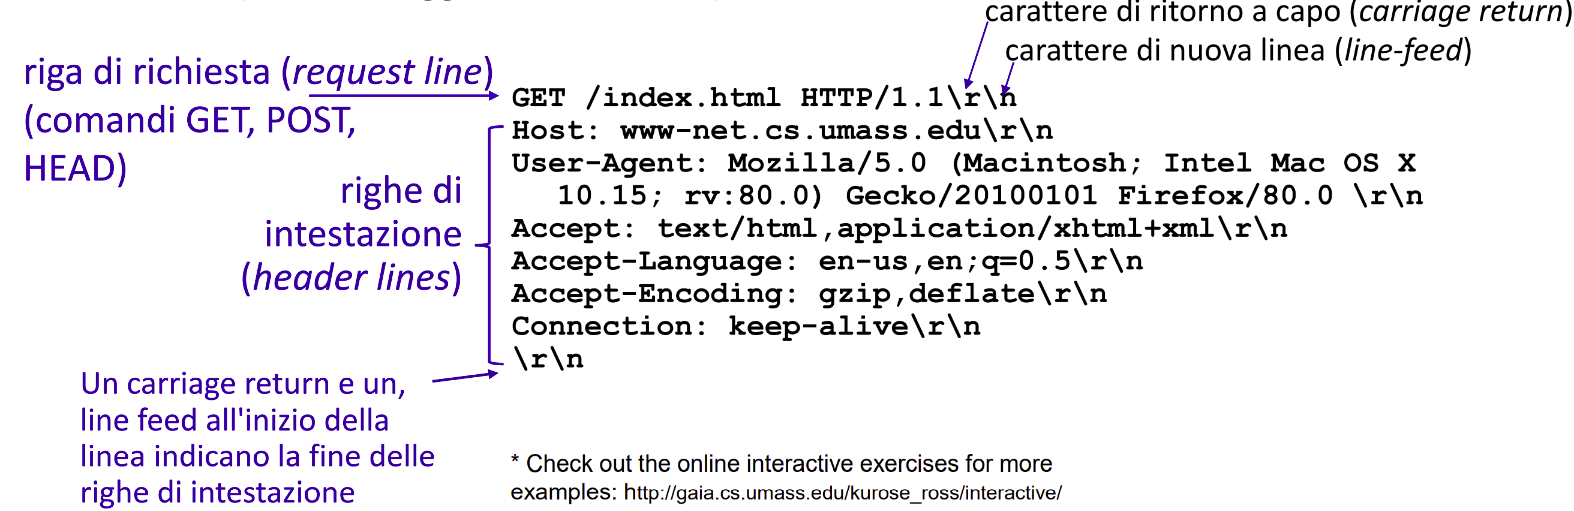 carattere di ritorno a capo (carriage return)
carattere di nuova linea (line-feed)
riga di richiesta (request line)
(comandi GET, POST,
HEAD)
GET /index.html HTTP/1.1\r\n
Host: www-net.cs.umass.edu\r\n
User-Agent: Mozilla/5.0 (Macintosh; Intel Mac OS X
10.15; rv:80.0) Gecko/20100101 Firefox/80.0 \r\n
Accept: text/html,application/xhtml+xml\r\n
Accept-Language: en-us,en;q=0.5\r\n
Accept-Encoding: gzip,deflate\r\n
Connection: keep-alive\r\n
\r\n
righe di
intestazione
(header lines)
Un carriage return e un,
line feed all'inizio della
linea indicano la fine delle
righe di intestazione
* Check out the online interactive exercises for more
examples: http://gaia.cs.umass.edu/kurose_ross/interactive/